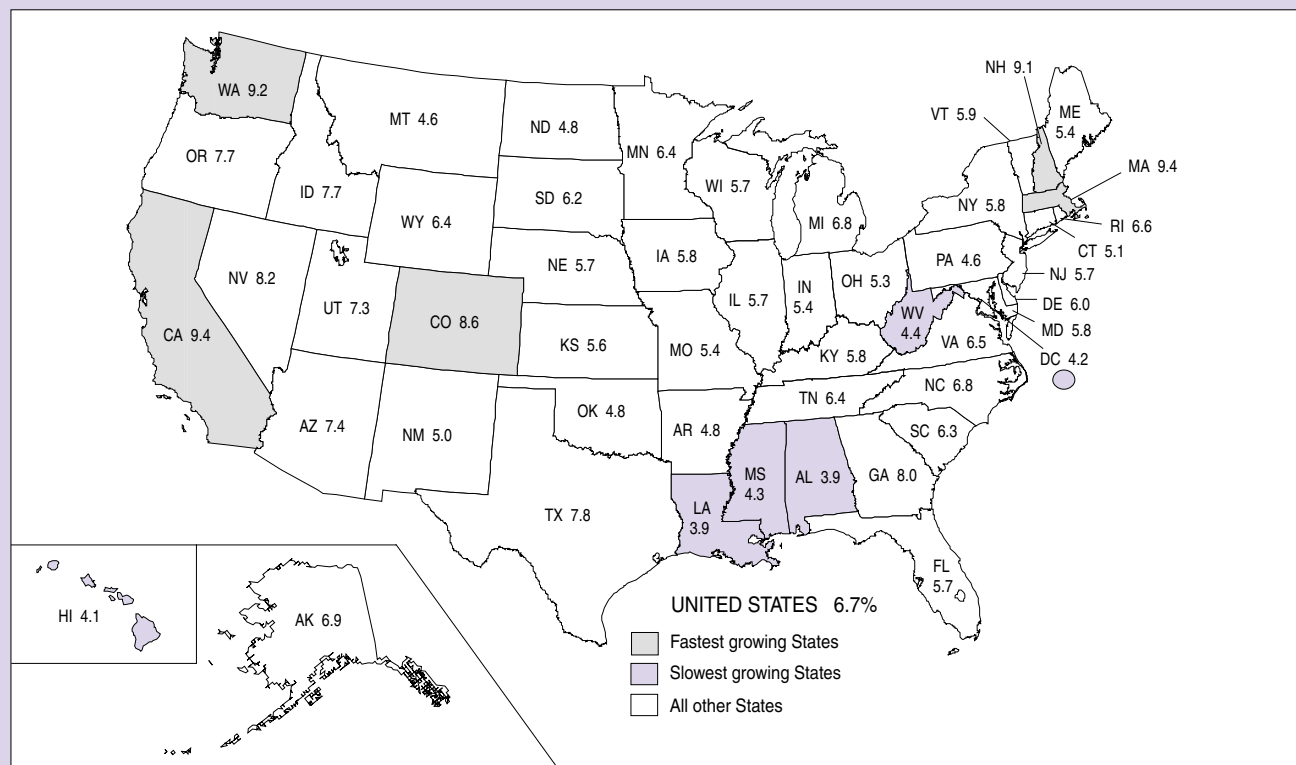 NH 9.1
VT 5.9
ME
5.4
WA 9.2
MT 4.6
ND 4.8
MN 6.4
OR 7.7
ID 7.7
SD 6.2
WI 5.7
MI 6.8
NY 5.8
MA 9.4
WY 6.4
RI 6.6
CT 5.1
NJ 5.7
NV 8.2
UT 7.3
CO 8.6
NE 5.7
IA 5.8
IL 5.7
IN
5.4
OH 5.3
PA 4.6
DE 6.0
MD 5.8
DC 4.2
CA 9.4
KS 5.6
MO 5.4
KY 5.8
WV
4.4
VA 6.5
AZ 7.4
NM 5.0
OK 4.8
AR 4.8
TN 6.4
NC 6.8
SC 6.3
TX 7.8
LA
3.9
MS
4.3
AL 3.9
GA 8.0
FL
5.7
HI 4.1
AK 6.9
UNITED STATES 6.7%
Fastest growing States
Slowest growing States
All other States